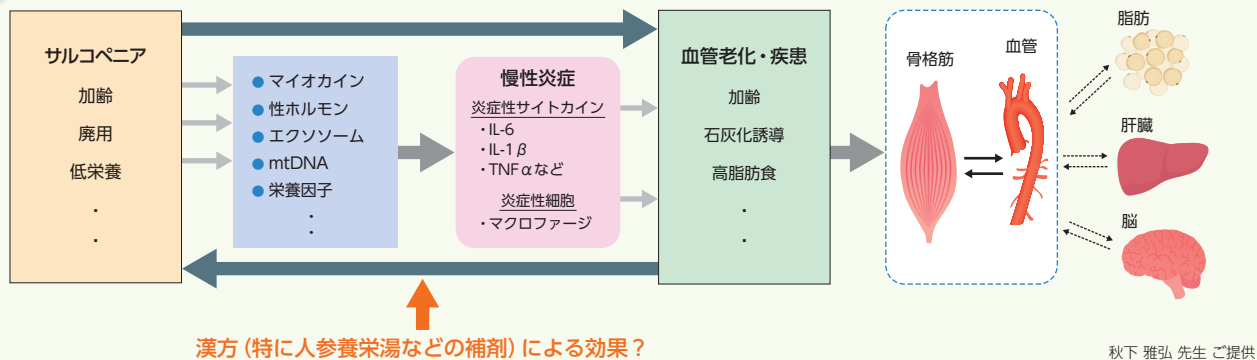 サルコペニア
加齢
廃用
低栄養
・
・
● マイオカイン
● 性ホルモン
● エクソソーム
● mtDNA
● 栄養因子
・
・
慢性炎症
炎症性サイトカイン
・IL-6
・IL-1β
・TNFαなど
炎症性細胞
・マクロファージ
血管老化・疾患
加齢
石灰化誘導
高脂肪食
・
・
骨格筋
血管
脂肪
肝臓
脳
漢方（特に人参養栄湯などの補剤）による効果？
秋下 雅弘 先生 ご提供